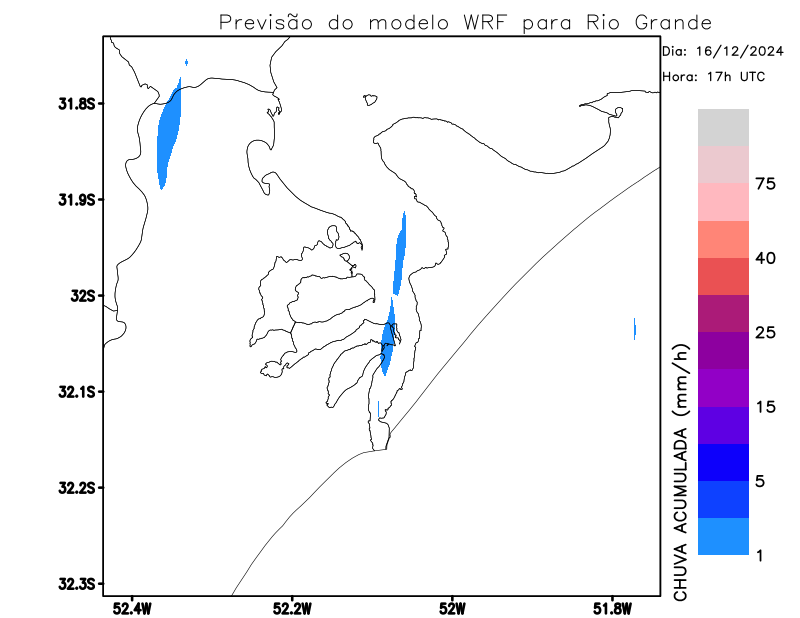 Previsão do modelo WRF para Rio Grande
Dia: 16/12/2024
Hora: 17h UTC
31.8S
31.9S
32S
32.1S
32.2S
32.3S
52.4W
52.2W
52W
51.8W
75
40
25
15
5
1
CHUVA ACUMULADA (mm/h)